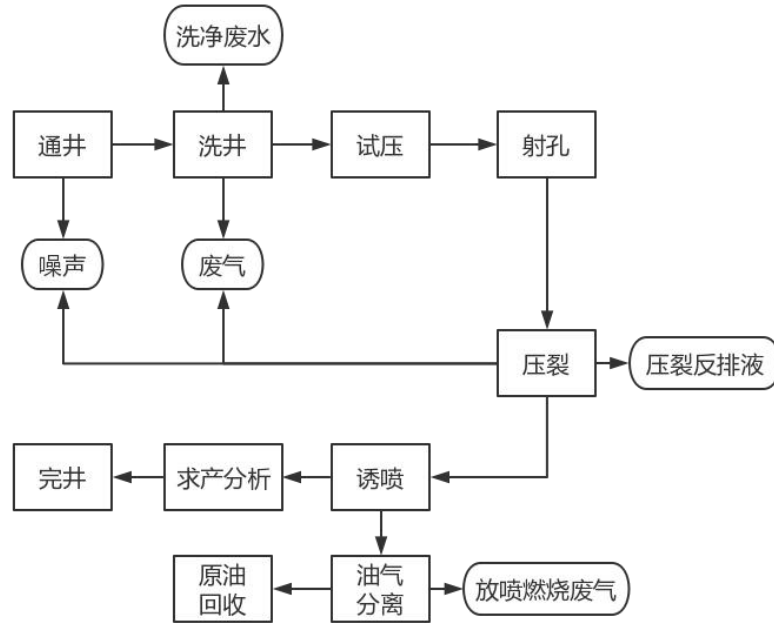 洗净废水
通井
洗井
试压
射孔
噪声
废气
压裂
压裂反排液
完井
求产分析
诱喷
原油
回收
油气
分离
放喷燃烧废气